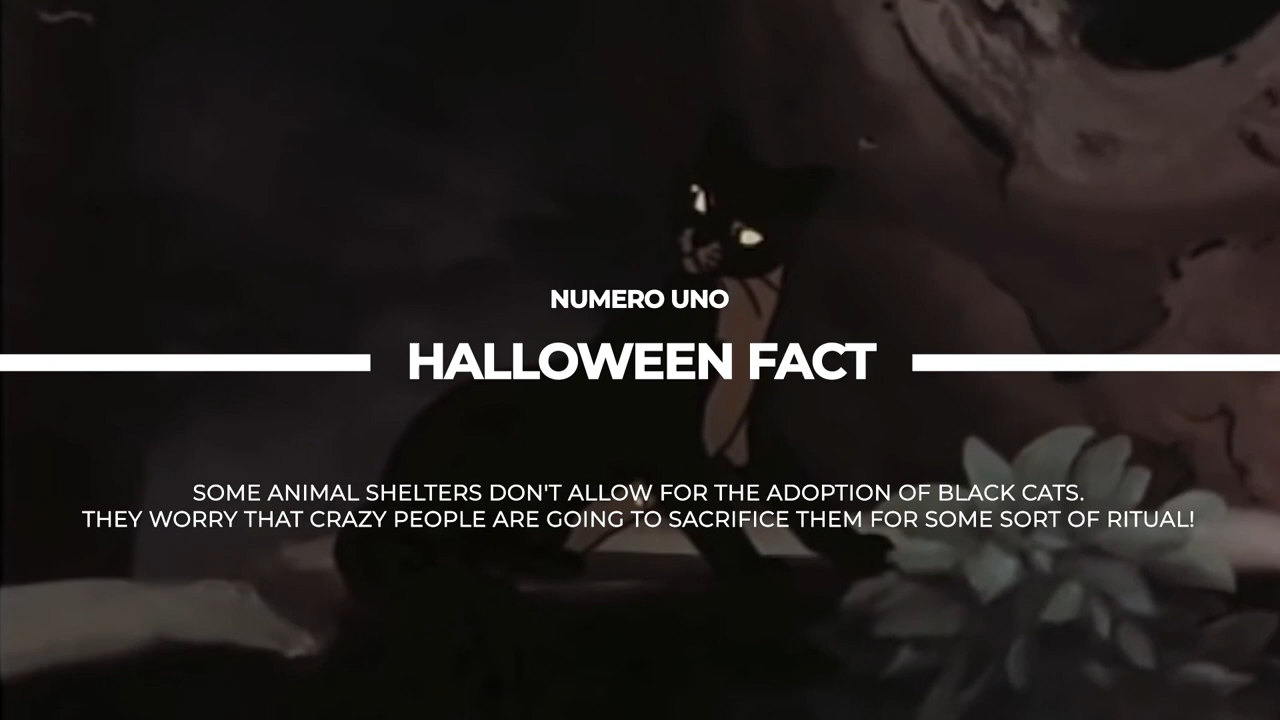 NUMERO UNO
HALLOWEEN FACT
SOME ANIMAL SHELTERS DON'T ALLOW FOR THE ADOPTION OF BLACK CATS.
THEY WORRY THAT CRAZY PEOPLE ARE GOING TO SACRIFICE THEM FOR SOME SORT OF RITUAL!